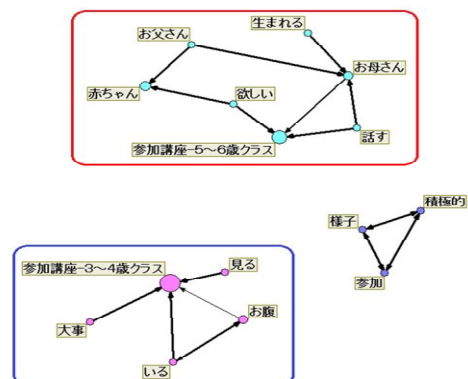 生まれる
お父さん
お母さん
赤ちゃん
欲しい
話す
参加講座-5～6歳クラス
積極的
様子
参加
参加講座-3～4歳クラス
見る
お腹
大事
いる